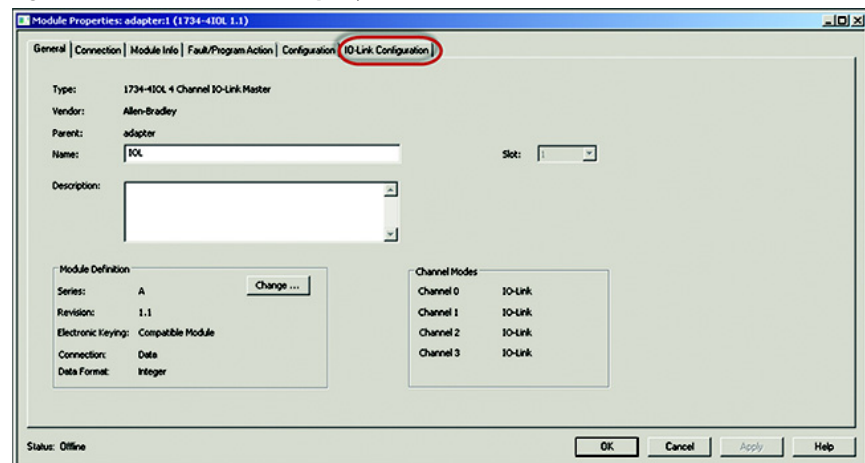 Module Properties: adapter:1 (1734-4IOL 1.1)
General Connection Module Info Fault/Program Action Configuration IO-Link Configuration
Type: 1734-4IOL 4 Channel IO-Link Master
Vendor: Allen-Bradley
Parent: adapter
Name: IOL Slot: 1
Description:
Module Definition Channel Modes
Change ...
Series: A Channel 0 IO-Link
Revision: 1.1 Channel 1 IO-Link
Electronic Keying: Compatible Module Channel 2 IO-Link
Connection: Data Channel 3 IO-Link
Data Format: Integer
Status: Offline OK Cancel Apply Help